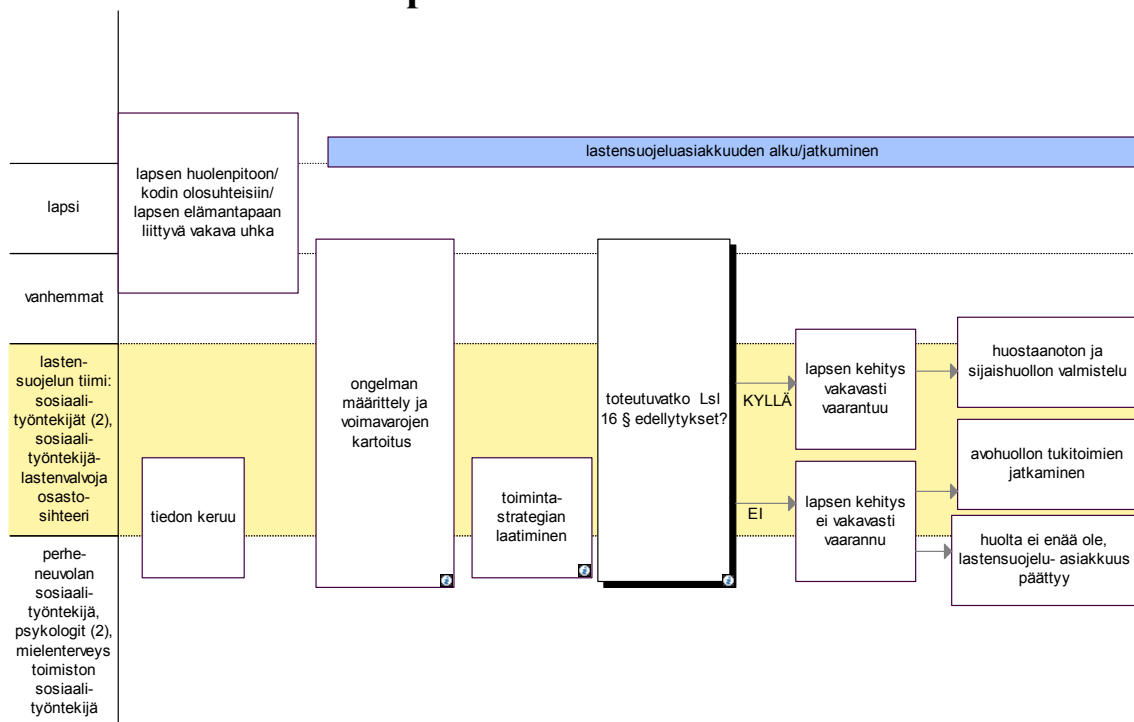 lastensuojeluasiakkuuden alku/jatkuminen
lapsen huolenpitoon/
kodin olosuhteisiin/
lapsen elämäntapaan
liittyvä vakava uhka
lapsi
vanhemmat
lasten-
suojelun tiimi:
sosiaali-
työntekijät (2),
sosiaali-
työntekijä-
lastenvalvoja
osasto-
sihteeri
perhe-
neuvolan
sosiaali-
työntekijä,
psykologit (2),
mielenterveys
toimiston
sosiaali-
työntekijä
tiedon keruu
ongelman
määrittely ja
voimavarojen
kartoitus
toiminta-
strategian
laatiminen
toteutuvatko Lsl
16 § edellytykset?
KYLLÄ
EI
lapsen kehitys
vakavasti
vaarantuu
lapsen kehitys
ei vakavasti
vaarannu
huostaanoton ja
sijaishuollon valmistelu
avohuollon tukitoimien
jatkaminen
huolta ei enää ole,
lastensuojelu- asiakkuus
päättyy